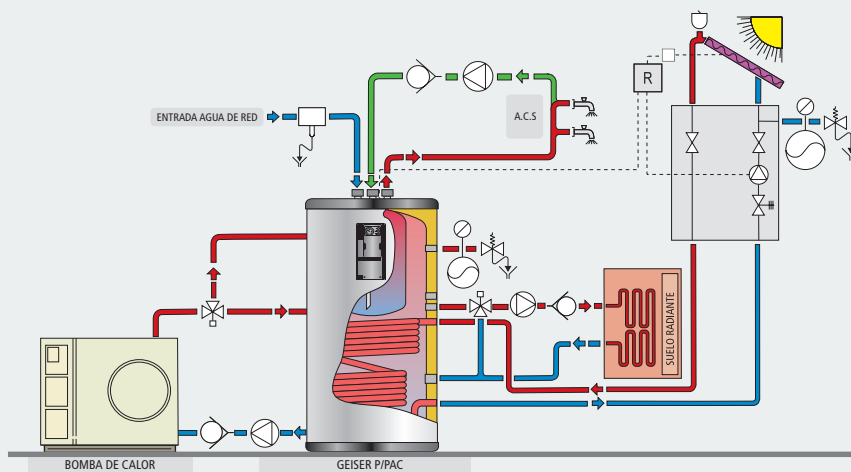 ENTRADA AGUA DE RED
A.C.S
R
SUELO RADIANTE
BOMBA DE CALOR
GEISER P/PAC